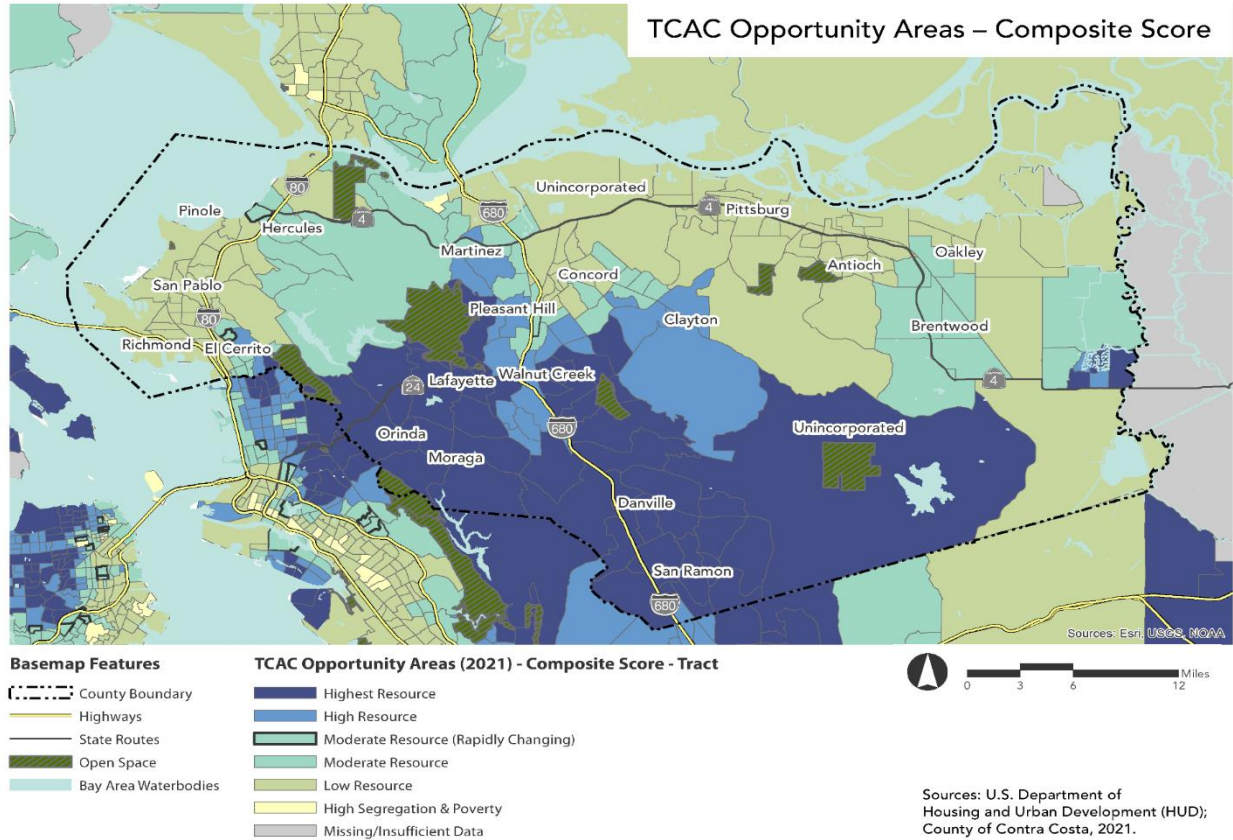 TCAC Opportunity Areas – Composite Score
80
Unincorporated
Pinole
4
680
4
Pittsburg
Hercules
Martinez
Oakley
Concord
Antioch
San Pablo
80
Pleasant Hill
Clayton
Richmond
El Cerrito
Brentwood
Lafayette
Walnut Creek
24
4
Orinda
680
Unincorporated
Moraga
Danville
San Ramon
680
Sources: Esri, USGS, NOAA
Basemap Features
County Boundary
Highways
State Routes
Open Space
Bay Area Waterbodies
TCAC Opportunity Areas (2021) - Composite Score - Tract
Highest Resource
High Resource
Moderate Resource (Rapidly Changing)
Moderate Resource
Low Resource
High Segregation & Poverty
Missing/Insufficient Data
0 3 6 12 Miles
Sources: U.S. Department of
Housing and Urban Development (HUD);
County of Contra Costa, 2021.